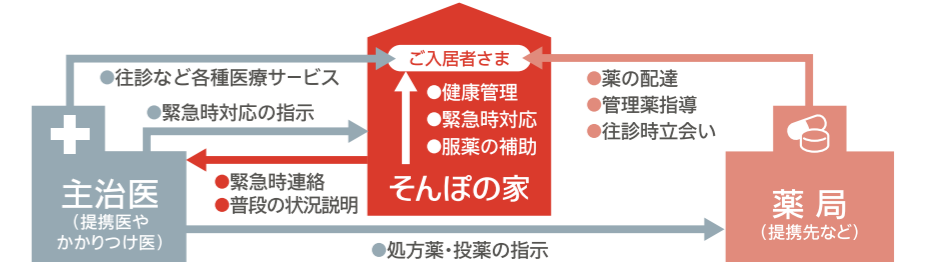 ご入居者さま
●往診など各種医療サービス
●緊急時対応の指示
●健康管理
●緊急時対応
●服薬の補助
そんぽの家
●薬の配達
●管理薬指導
●往診時立会い
●緊急時連絡
●普段の状況説明
主治医
（提携医や
かかりつけ医）
薬局
（提携先など）
●処方薬・投薬の指示